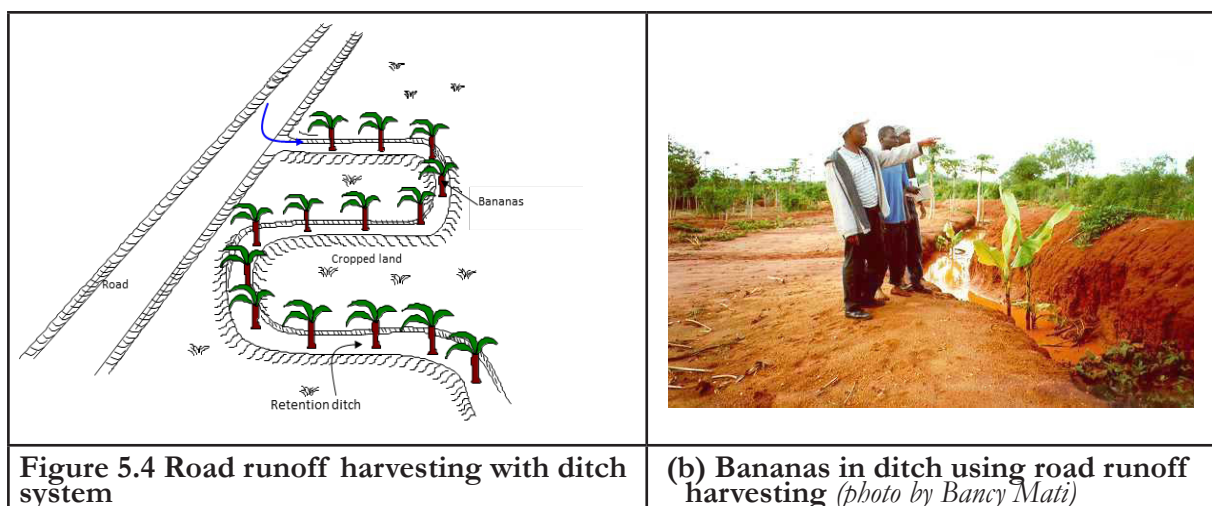 Road
Bananas
Cropped land
Retention ditch
Figure 5.4 Road runoff harvesting with ditch
system
(b) Bananas in ditch using road runoff
harvesting (photo by Bancy Mati)